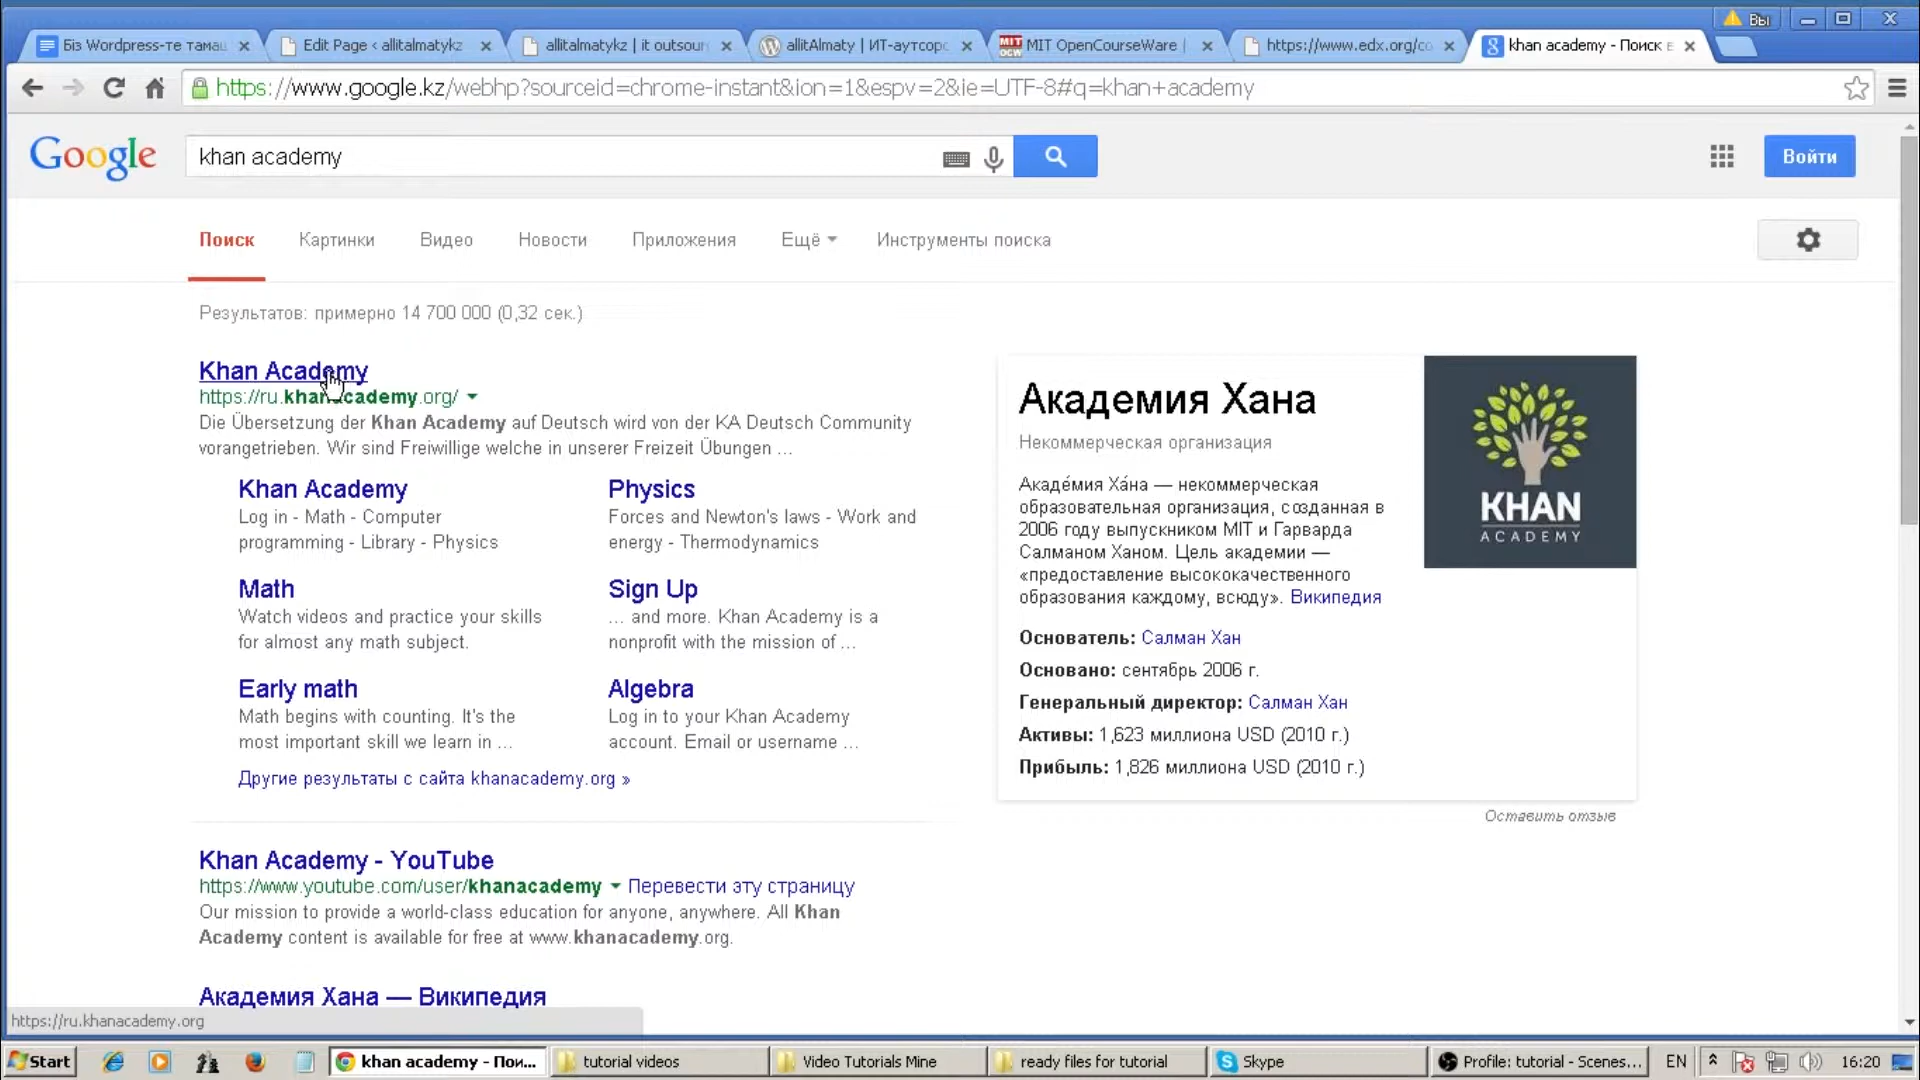 Вы
Біз Wordpress-те тамаш
Edit Page ‹ allitalmatykz
allitalmatykz | it outsour
allitAlmaty | ИТ-аутсорс
MIT OpenCourseWare |
https://www.edx.org/co
khan academy - Поиск в
https://www.google.kz/webhp?sourceid=chrome-instant&ion=1&espv=2&ie=UTF-8#q=khan+academy
Google
khan academy
Войти
Поиск
Картинки
Видео
Новости
Приложения
Ещё
Инструменты поиска
Результатов: примерно 14 700 000 (0,32 сек.)
Khan Academy
https://ru.khanacademy.org/
Die Übersetzung der Khan Academy auf Deutsch wird von der KA Deutsch Community
vorangetrieben. Wir sind Freiwillige welche in unserer Freizeit Übungen ...
Khan Academy
Log in - Math - Computer
programming - Library - Physics
Physics
Forces and Newton's laws - Work and
energy - Thermodynamics
Math
Watch videos and practice your skills
for almost any math subject.
Sign Up
... and more. Khan Academy is a
nonprofit with the mission of ...
Early math
Math begins with counting. It's the
most important skill we learn in ...
Algebra
Log in to your Khan Academy
account. Email or username ...
Другие результаты с сайта khanacademy.org »
Khan Academy - YouTube
https://www.youtube.com/user/khanacademy
Перевести эту страницу
Our mission to provide a world-class education for anyone, anywhere. All Khan
Academy content is available for free at www.khanacademy.org.
Академия Хана — Википедия
Академия Хана
Некоммерческая организация
Акаде́мия Ха́на — некоммерческая
образовательная организация, созданная в
2006 году выпускником MIT и Гарварда
Салманом Ханом. Цель академии —
«предоставление высококачественного
образования каждому, всюду». Википедия
Основатель: Салман Хан
Основано: сентябрь 2006 г.
Генеральный директор: Салман Хан
Активы: 1,623 миллиона USD (2010 г.)
Прибыль: 1,826 миллиона USD (2010 г.)
KHAN
ACADEMY
Оставить отзыв
https://ru.khanacademy.org
Start
khan academy - Пои...
tutorial videos
Video Tutorials Mine
ready files for tutorial
Skype
Profile: tutorial - Scenes...
EN
16:20